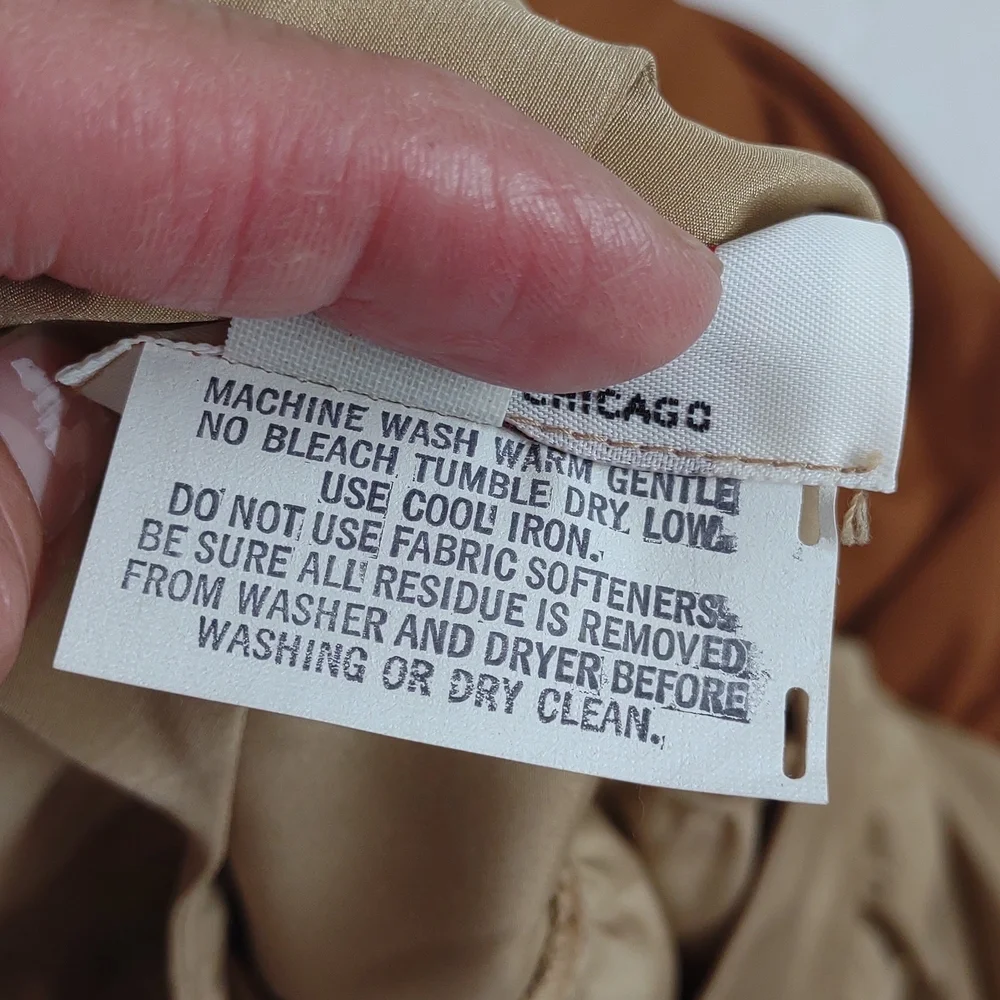 CHICAGO
MACHINE WASH WARM GENTLE
NO BLEACH TUMBLE DRY LOW.
USE COOL IRON.
DO NOT USE FABRIC SOFTENERS.
BE SURE ALL RESIDUE IS REMOVED
FROM WASHER AND DRYER BEFORE
WASHING OR DRY CLEAN.